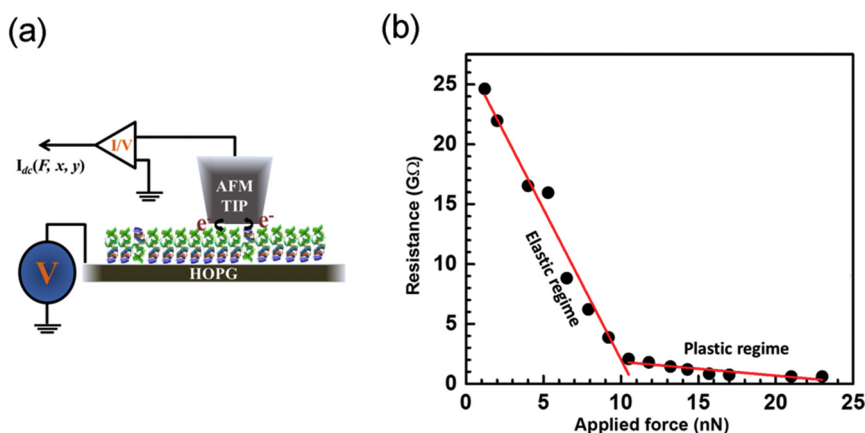 (a)
I/V
I_dc(F, x, y)
AFM
TIP
e⁻ e⁻
V
HOPG
(b)
Resistance (GΩ)
25
20
15
10
5
0
Elastic regime
Plastic regime
0 5 10 15 20 25
Applied force (nN)